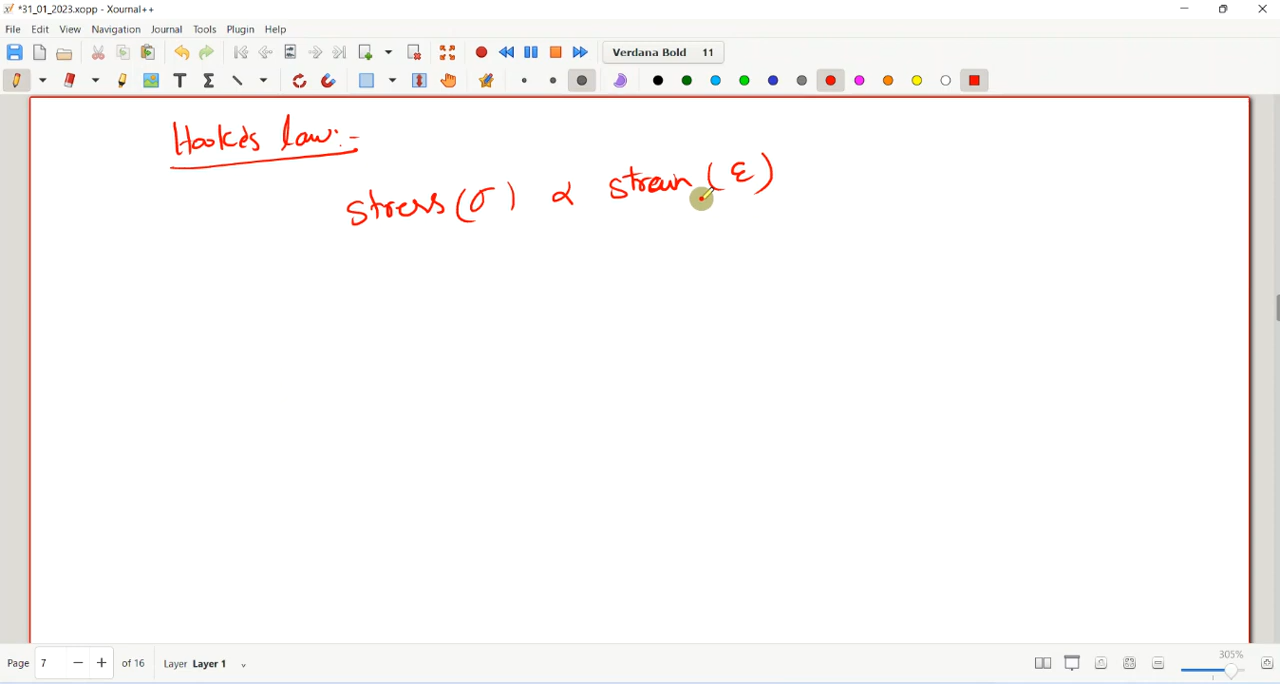 *31_01_2023.xopp - Xournal++
File Edit View Navigation Journal Tools Plugin Help
Verdana Bold 11
Hooke's law:-
stress (σ) ∝ strain (ε)
Page 7 of 16 Layer Layer 1 305%